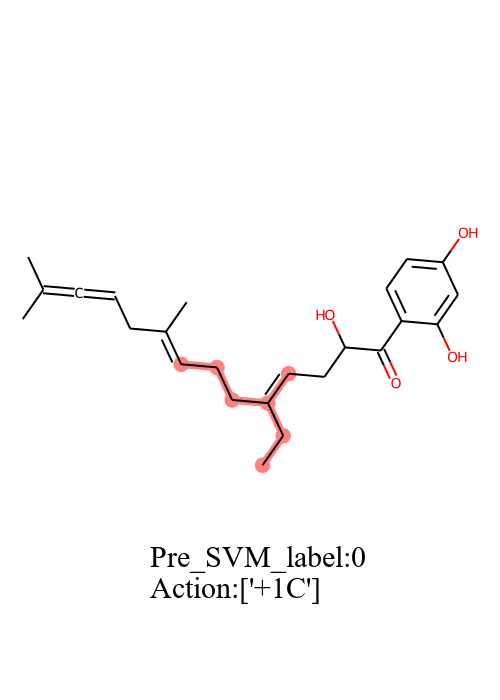 OH
C
HO
OH
O
Pre_SVM_label:0
Action:['+1C']